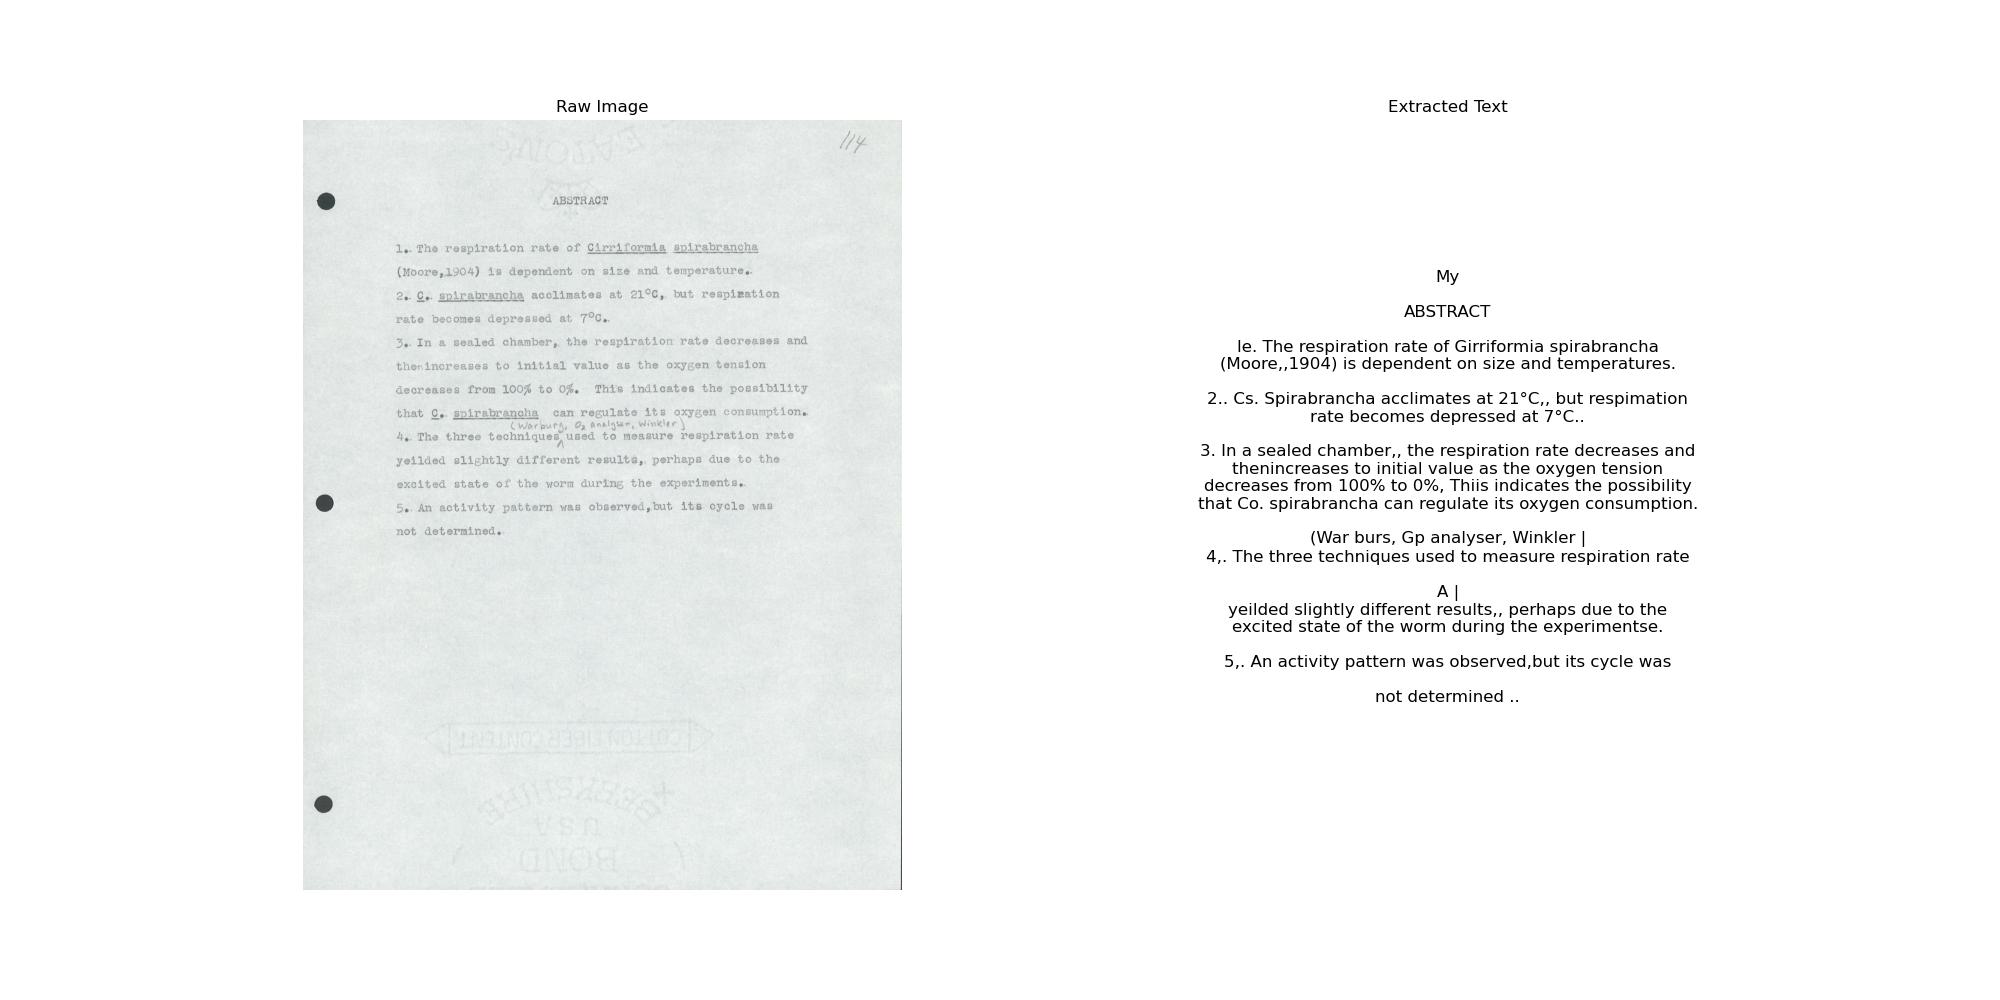 Raw Image
114
EATON'S
ABSTRACT
1. The respiration rate of Cirriformia spirabrancha
(Moore,1904) is dependent on size and temperature.
2. C. spirabrancha acclimates at 21°C, but respiration
rate becomes depressed at 7°C.
3. In a sealed chamber, the respiration rate decreases and
then increases to initial value as the oxygen tension
decreases from 100% to 0%. This indicates the possibility
that C. spirabrancha can regulate its oxygen consumption.
(Warburg, O₂ analyser, Winkler)
4. The three techniques used to measure respiration rate
yeilded slightly different results, perhaps due to the
excited state of the worm during the experiments.
5. An activity pattern was observed,but its cycle was
not determined.
COTTON FIBER CONTENT
BERKSHIRE
USA
BOND
Extracted Text
My
ABSTRACT
le. The respiration rate of Girriformia spirabrancha
(Moore,,1904) is dependent on size and temperatures.
2.. Cs. Spirabrancha acclimates at 21°C,, but respimation
rate becomes depressed at 7°C..
3. In a sealed chamber,, the respiration rate decreases and
thenincreases to initial value as the oxygen tension
decreases from 100% to 0%, Thiis indicates the possibility
that Co. spirabrancha can regulate its oxygen consumption.
(War burs, Gp analyser, Winkler |
4,. The three techniques used to measure respiration rate
A |
yeilded slightly different results,, perhaps due to the
excited state of the worm during the experimentse.
5,. An activity pattern was observed,but its cycle was
not determined ..